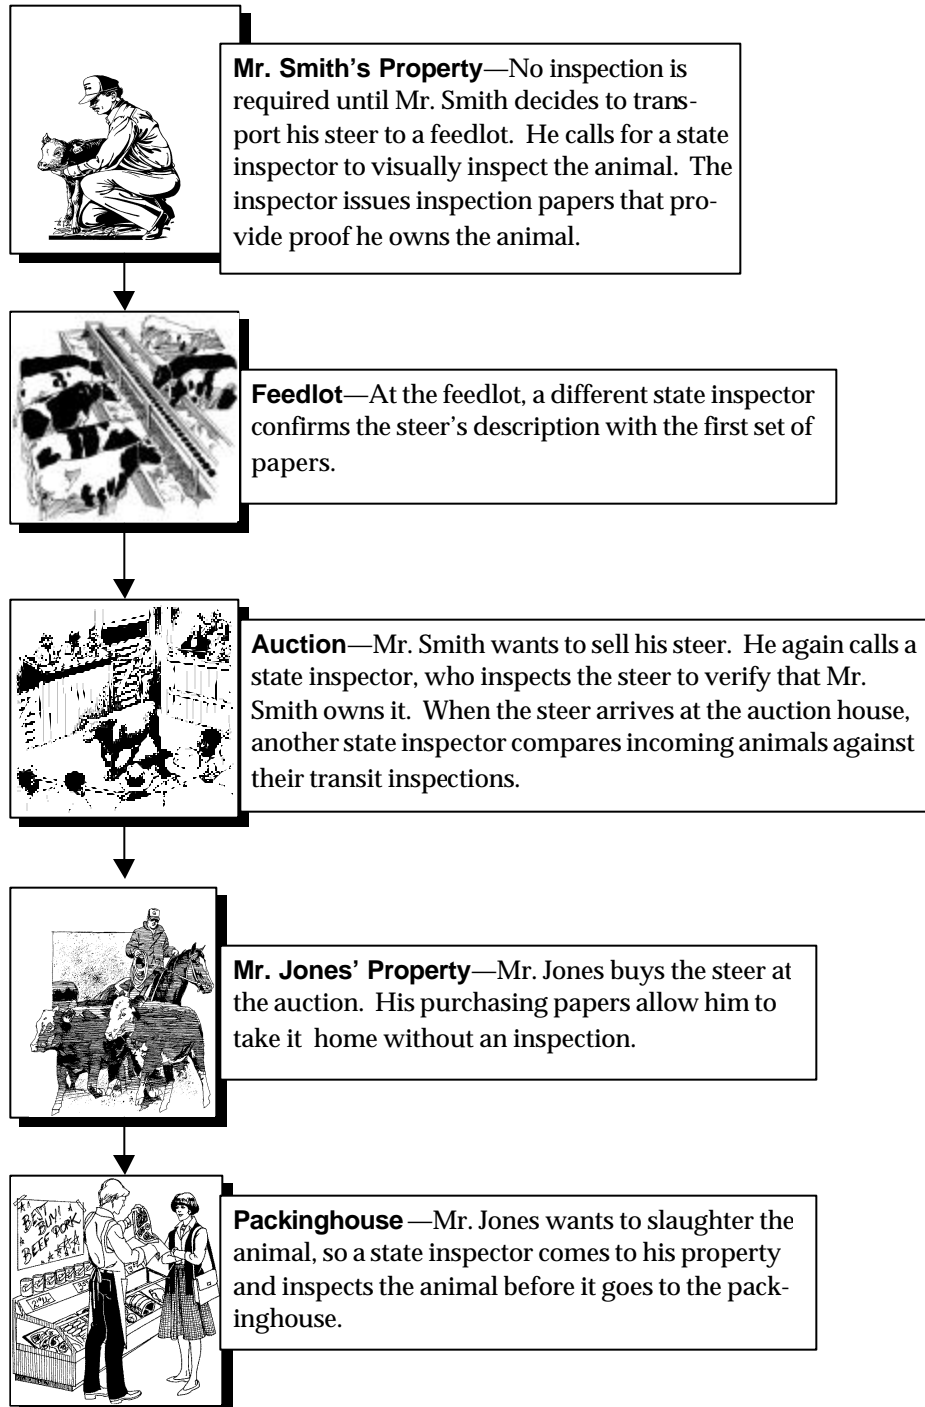 Mr. Smith's Property—No inspection is
required until Mr. Smith decides to trans-
port his steer to a feedlot.  He calls for a state
inspector to visually inspect the animal.  The
inspector issues inspection papers that pro-
vide proof he owns the animal.
Feedlot—At the feedlot, a different state inspector
confirms the steer's description with the first set of
papers.
Auction—Mr. Smith wants to sell his steer.  He again calls a
state inspector, who inspects the steer to verify that Mr.
Smith owns it.  When the steer arrives at the auction house,
another state inspector compares incoming animals against
their transit inspections.
Mr. Jones' Property—Mr. Jones buys the steer at
the auction.  His purchasing papers allow him to
take it  home without an inspection.
BEST
BUY!
BEEF PORK
Packinghouse —Mr. Jones wants to slaughter the
animal, so a state inspector comes to his property
and inspects the animal before it goes to the pack-
inghouse.